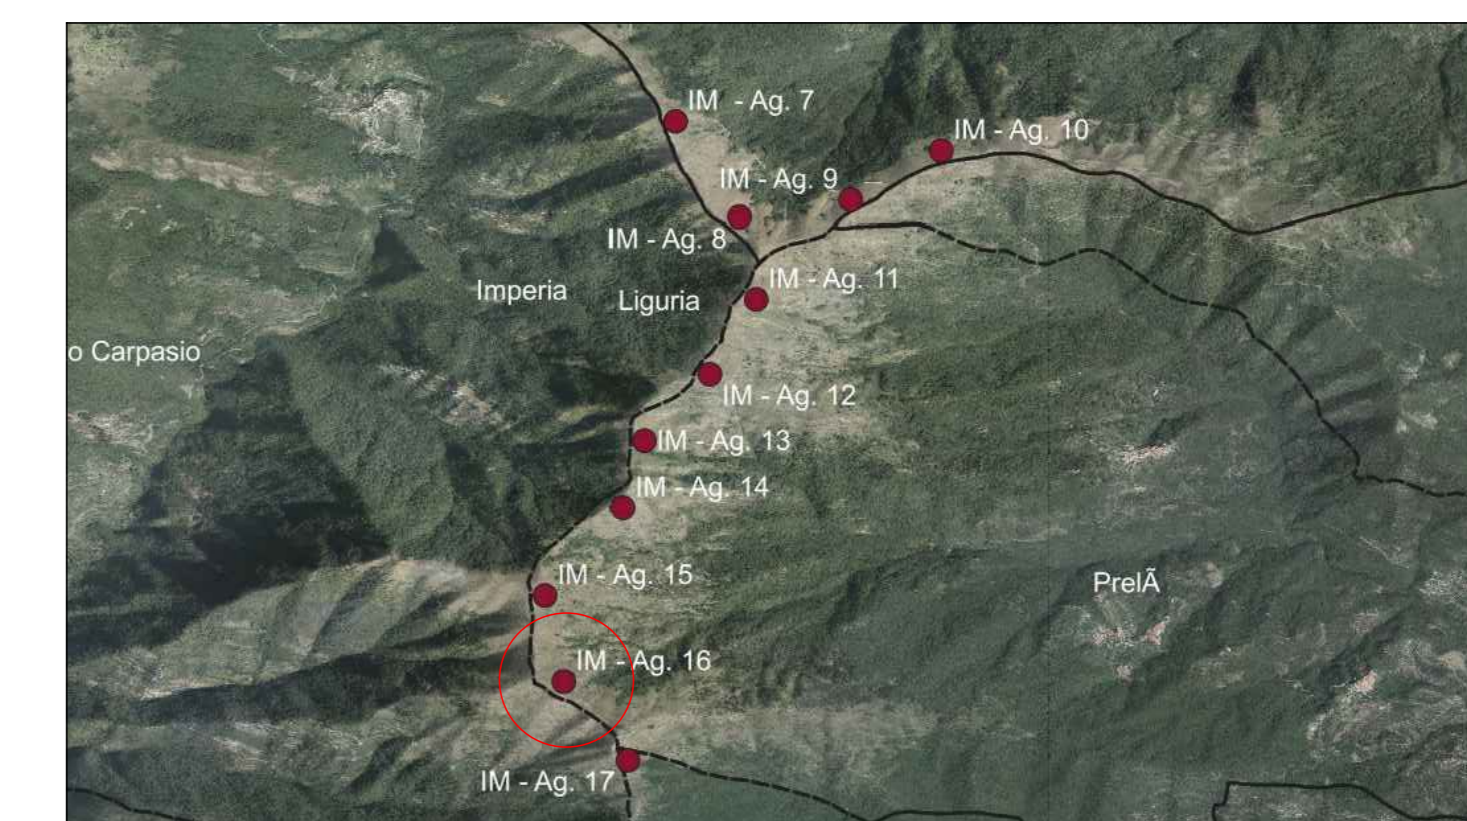 IM - Ag. 7
IM - Ag. 10
IM - Ag. 9
IM - Ag. 8
IM - Ag. 11
Imperia
Liguria
o Carpasio
IM - Ag. 12
IM - Ag. 13
IM - Ag. 14
IM - Ag. 15
PrelÃ
IM - Ag. 16
IM - Ag. 17